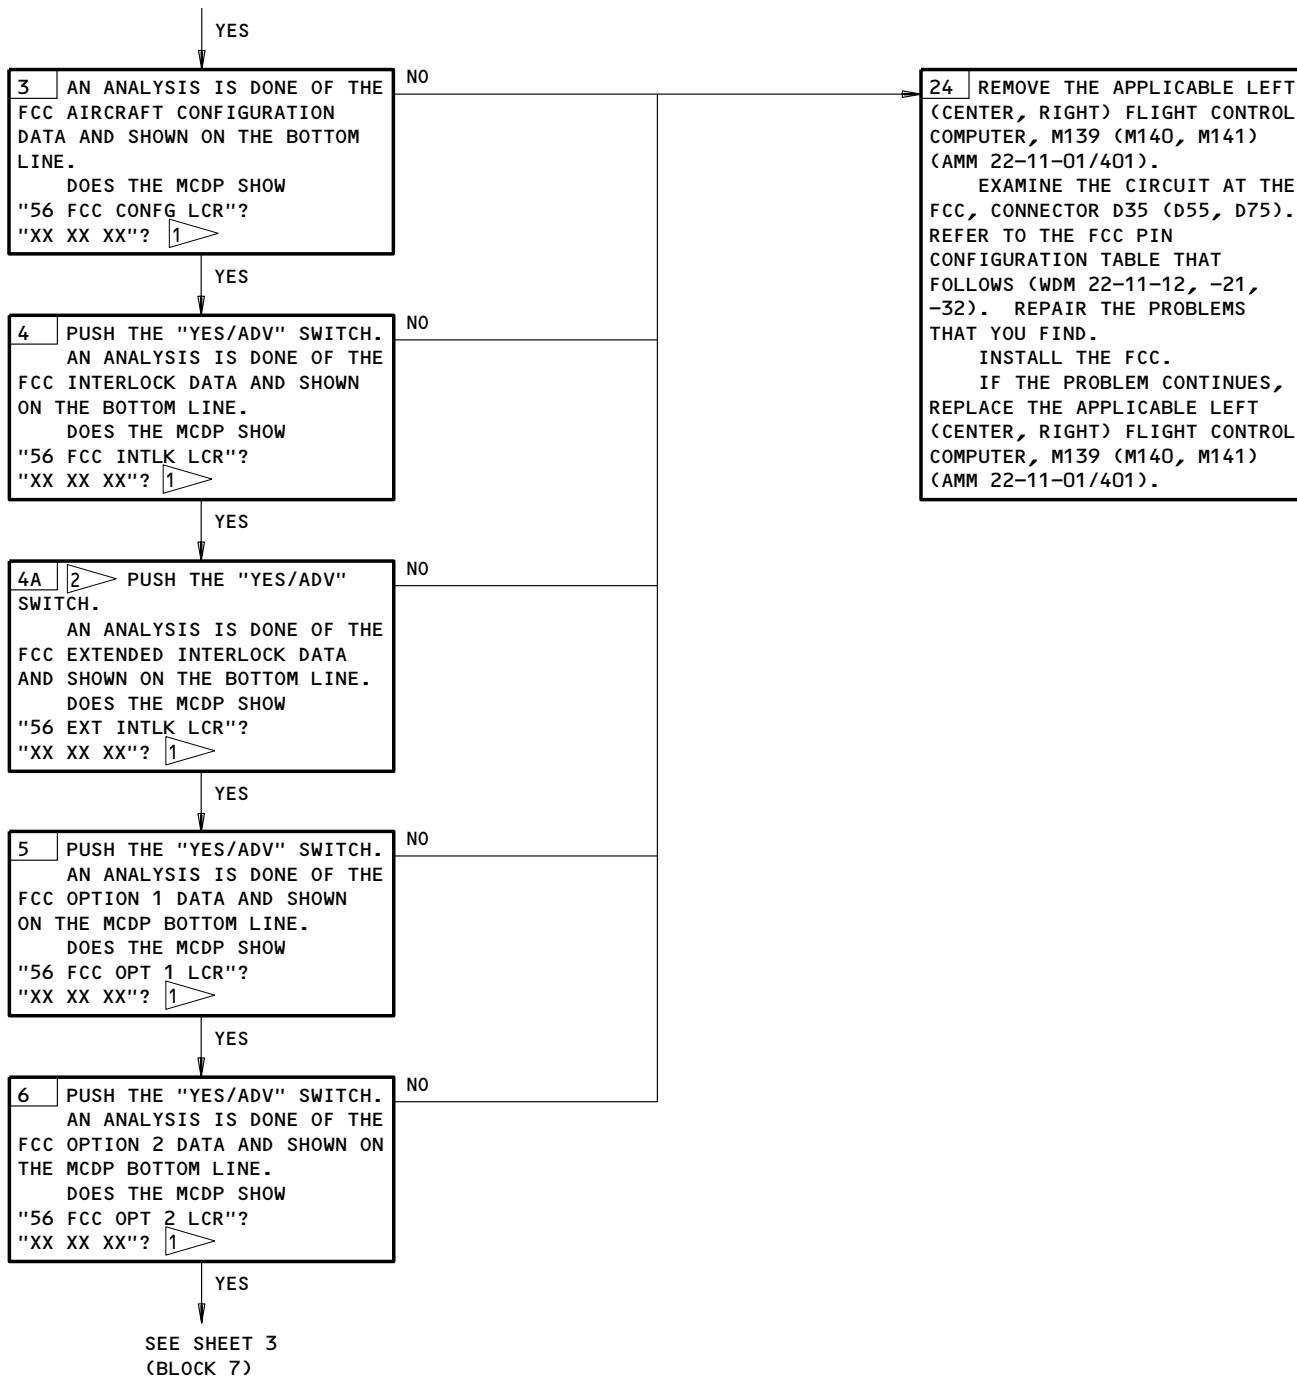 YES
3 AN ANALYSIS IS DONE OF THE
FCC AIRCRAFT CONFIGURATION
DATA AND SHOWN ON THE BOTTOM
LINE.
DOES THE MCDP SHOW
"56 FCC CONFG LCR"?
"XX XX XX"? 1
NO
YES
4 PUSH THE "YES/ADV" SWITCH.
AN ANALYSIS IS DONE OF THE
FCC INTERLOCK DATA AND SHOWN
ON THE BOTTOM LINE.
DOES THE MCDP SHOW
"56 FCC INTLK LCR"?
"XX XX XX"? 1
NO
YES
4A 2 PUSH THE "YES/ADV"
SWITCH.
AN ANALYSIS IS DONE OF THE
FCC EXTENDED INTERLOCK DATA
AND SHOWN ON THE BOTTOM LINE.
DOES THE MCDP SHOW
"56 EXT INTLK LCR"?
"XX XX XX"? 1
NO
YES
5 PUSH THE "YES/ADV" SWITCH.
AN ANALYSIS IS DONE OF THE
FCC OPTION 1 DATA AND SHOWN
ON THE MCDP BOTTOM LINE.
DOES THE MCDP SHOW
"56 FCC OPT 1 LCR"?
"XX XX XX"? 1
NO
YES
6 PUSH THE "YES/ADV" SWITCH.
AN ANALYSIS IS DONE OF THE
FCC OPTION 2 DATA AND SHOWN ON
THE MCDP BOTTOM LINE.
DOES THE MCDP SHOW
"56 FCC OPT 2 LCR"?
"XX XX XX"? 1
NO
YES
SEE SHEET 3
(BLOCK 7)
24 REMOVE THE APPLICABLE LEFT
(CENTER, RIGHT) FLIGHT CONTROL
COMPUTER, M139 (M140, M141)
(AMM 22-11-01/401).
EXAMINE THE CIRCUIT AT THE
FCC, CONNECTOR D35 (D55, D75).
REFER TO THE FCC PIN
CONFIGURATION TABLE THAT
FOLLOWS (WDM 22-11-12, -21,
-32). REPAIR THE PROBLEMS
THAT YOU FIND.
INSTALL THE FCC.
IF THE PROBLEM CONTINUES,
REPLACE THE APPLICABLE LEFT
(CENTER, RIGHT) FLIGHT CONTROL
COMPUTER, M139 (M140, M141)
(AMM 22-11-01/401).